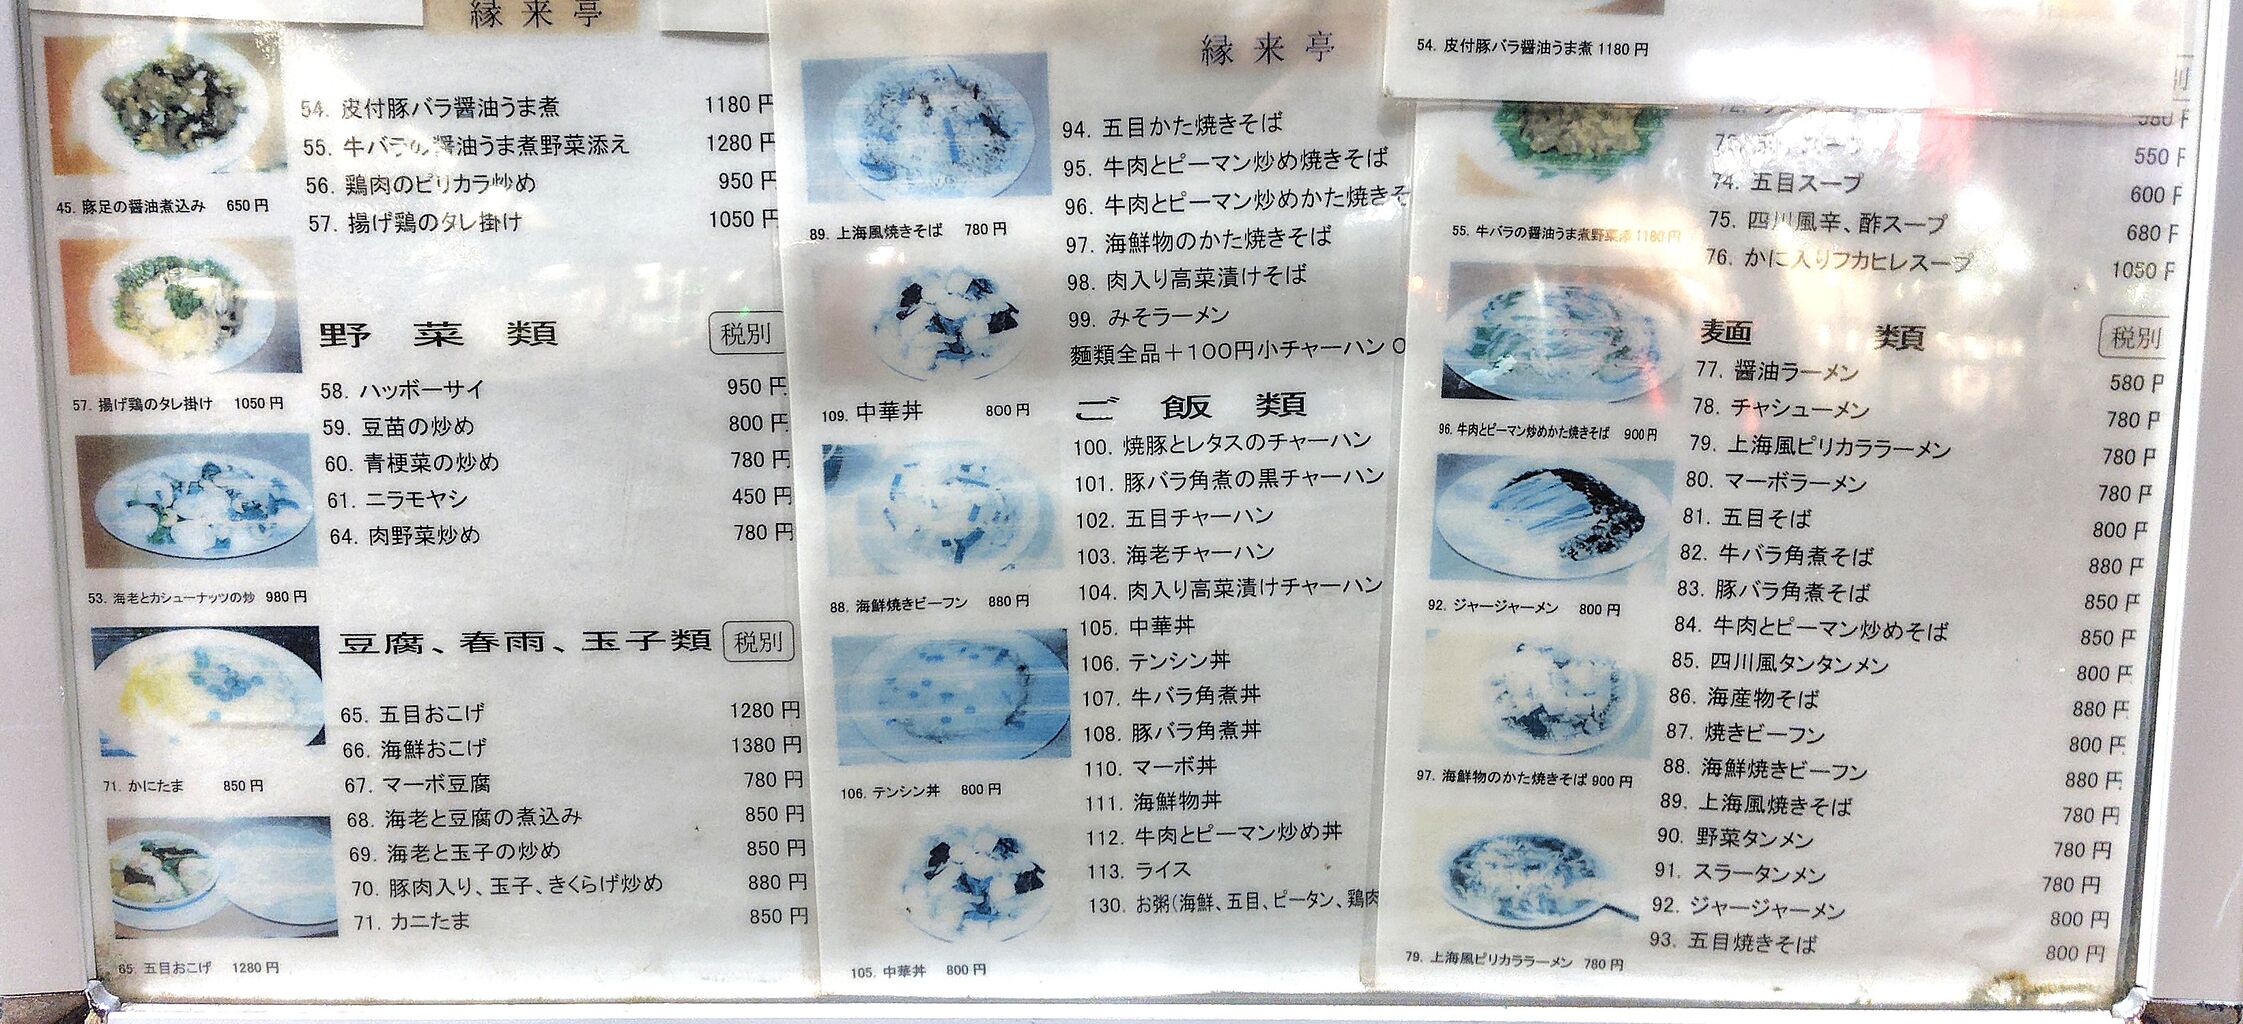 縁来亭
45. 豚足の醤油煮込み 650円
57. 揚げ鶏のタレ掛け 1050円
53. 海老とカシューナッツの炒 980円
71. かにたま 850円
65. 五目おこげ 1280円
54. 皮付豚バラ醤油うま煮 1180円
55. 牛バラの醤油うま煮野菜添え 1280円
56. 鶏肉のピリカラ炒め 950円
57. 揚げ鶏のタレ掛け 1050円
野菜類 税別
58. ハッポーサイ 950円
59. 豆苗の炒め 800円
60. 青梗菜の炒め 780円
61. ニラモヤシ 450円
64. 肉野菜炒め 780円
豆腐、春雨、玉子類 税別
65. 五目おこげ 1280円
66. 海鮮おこげ 1380円
67. マーボ豆腐 780円
68. 海老と豆腐の煮込み 850円
69. 海老と玉子の炒め 850円
70. 豚肉入り、玉子、きくらげ炒め 880円
71. カニたま 850円
縁来亭
89. 上海風焼きそば 780円
109. 中華丼 800円
88. 海鮮焼きビーフン 880円
106. テンシン丼 800円
105. 中華丼 800円
94. 五目かた焼きそば
95. 牛肉とピーマン炒め焼きそば
96. 牛肉とピーマン炒めかた焼きそ
97. 海鮮物のかた焼きそば
98. 肉入り高菜漬けそば
99. みそラーメン
麺類全品＋100円小チャーハン
ご飯類
100. 焼豚とレタスのチャーハン
101. 豚バラ角煮の黒チャーハン
102. 五目チャーハン
103. 海老チャーハン
104. 肉入り高菜漬けチャーハン
105. 中華丼
106. テンシン丼
107. 牛バラ角煮丼
108. 豚バラ角煮丼
110. マーボ丼
111. 海鮮物丼
112. 牛肉とピーマン炒め丼
113. ライス
130. お粥（海鮮、五目、ピータン、鶏肉
54. 皮付豚バラ醤油うま煮 1180円
55. 牛バラの醤油うま煮野菜添 1180円
96. 牛肉とピーマン炒めかた焼きそば 900円
92. ジャージャーメン 800円
97. 海鮮物のかた焼きそば 900円
79. 上海風ピリカララーメン 780円
550
74. 五目スープ 600
75. 四川風辛、酢スープ 680
76. かに入りフカヒレスープ 1050
麺類 税別
77. 醤油ラーメン 580円
78. チャシューメン 780円
79. 上海風ピリカララーメン 780円
80. マーボラーメン 780円
81. 五目そば 800円
82. 牛バラ角煮そば 880円
83. 豚バラ角煮そば 850円
84. 牛肉とピーマン炒めそば 850円
85. 四川風タンタンメン 800円
86. 海産物そば 880円
87. 焼きビーフン 800円
88. 海鮮焼きビーフン 880円
89. 上海風焼きそば 780円
90. 野菜タンメン 780円
91. スラータンメン 780円
92. ジャージャーメン 800円
93. 五目焼きそば 800円